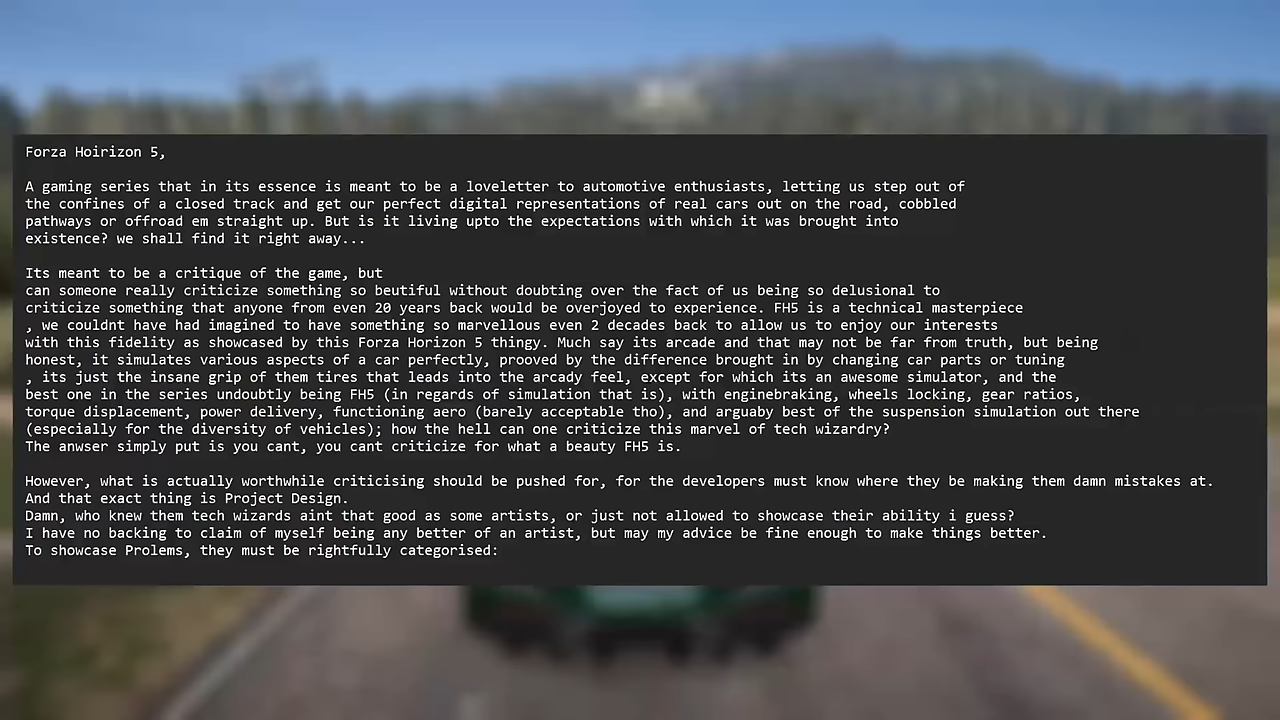 Forza Hoirizon 5,
A gaming series that in its essence is meant to be a loveletter to automotive enthusiasts, letting us step out of
the confines of a closed track and get our perfect digital representations of real cars out on the road, cobbled
pathways or offroad em straight up. But is it living upto the expectations with which it was brought into
existence? we shall find it right away...
Its meant to be a critique of the game, but
can someone really criticize something so beutiful without doubting over the fact of us being so delusional to
criticize something that anyone from even 20 years back would be overjoyed to experience. FH5 is a technical masterpiece
, we couldnt have had imagined to have something so marvellous even 2 decades back to allow us to enjoy our interests
with this fidelity as showcased by this Forza Horizon 5 thingy. Much say its arcade and that may not be far from truth, but being
honest, it simulates various aspects of a car perfectly, prooved by the difference brought in by changing car parts or tuning
, its just the insane grip of them tires that leads into the arcady feel, except for which its an awesome simulator, and the
best one in the series undoubtly being FH5 (in regards of simulation that is), with enginebraking, wheels locking, gear ratios,
torque displacement, power delivery, functioning aero (barely acceptable tho), and arguaby best of the suspension simulation out there
(especially for the diversity of vehicles); how the hell can one criticize this marvel of tech wizardry?
The anwser simply put is you cant, you cant criticize for what a beauty FH5 is.
However, what is actually worthwhile criticising should be pushed for, for the developers must know where they be making them damn mistakes at.
And that exact thing is Project Design.
Damn, who knew them tech wizards aint that good as some artists, or just not allowed to showcase their ability i guess?
I have no backing to claim of myself being any better of an artist, but may my advice be fine enough to make things better.
To showcase Prolems, they must be rightfully categorised: